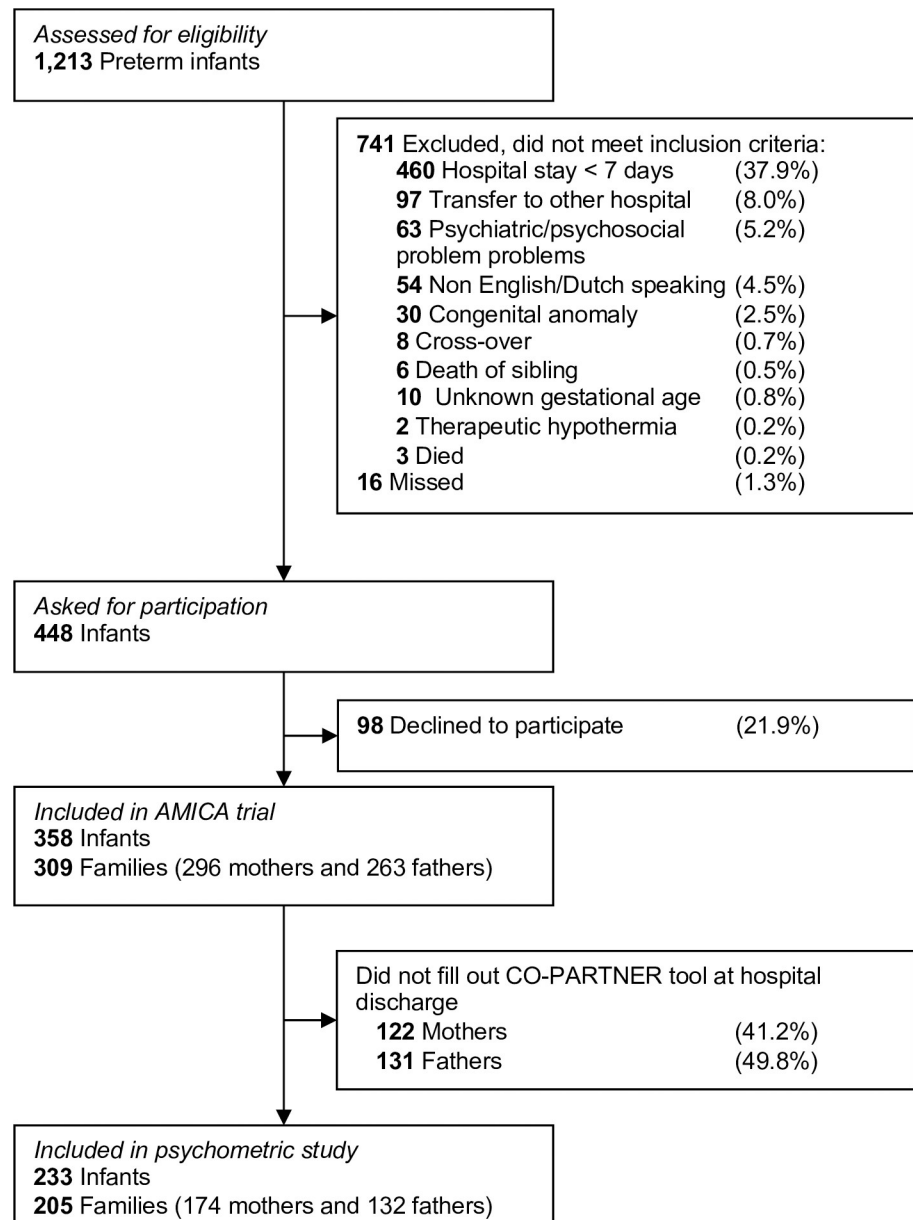 Assessed for eligibility
1,213 Preterm infants
741 Excluded, did not meet inclusion criteria:
460 Hospital stay < 7 days (37.9%)
97 Transfer to other hospital (8.0%)
63 Psychiatric/psychosocial (5.2%)
problem problems
54 Non English/Dutch speaking (4.5%)
30 Congenital anomaly (2.5%)
8 Cross-over (0.7%)
6 Death of sibling (0.5%)
10 Unknown gestational age (0.8%)
2 Therapeutic hypothermia (0.2%)
3 Died (0.2%)
16 Missed (1.3%)
Asked for participation
448 Infants
98 Declined to participate (21.9%)
Included in AMICA trial
358 Infants
309 Families (296 mothers and 263 fathers)
Did not fill out CO-PARTNER tool at hospital
discharge
122 Mothers (41.2%)
131 Fathers (49.8%)
Included in psychometric study
233 Infants
205 Families (174 mothers and 132 fathers)